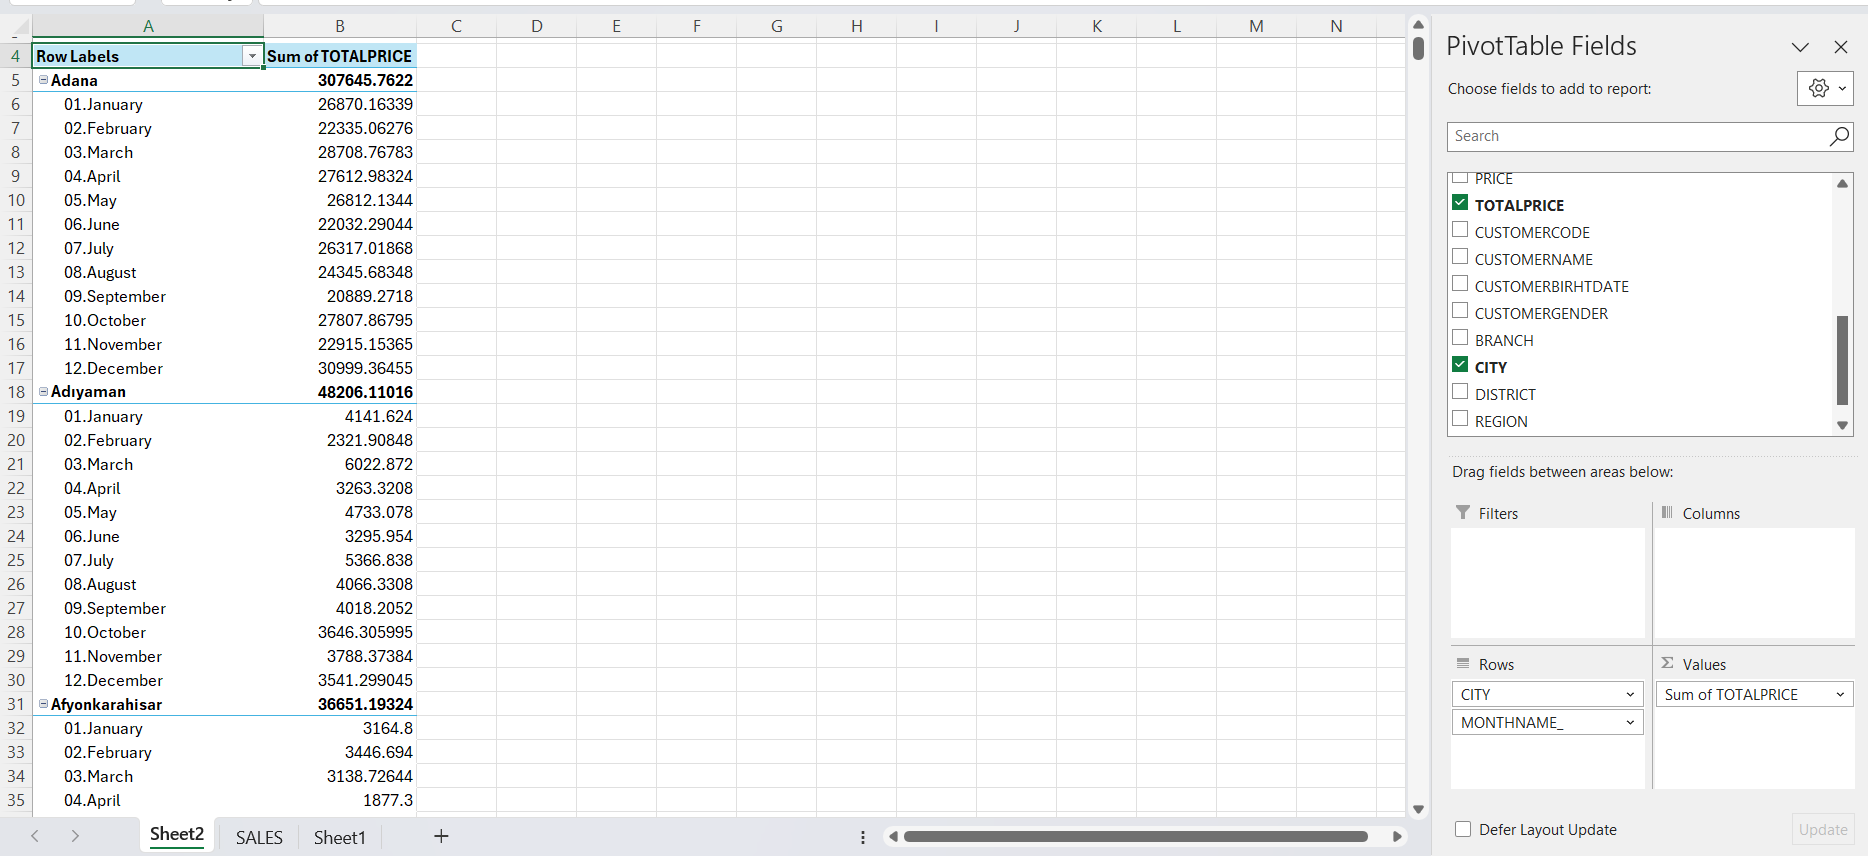 A B C D E F G H I J K L M N
4 Row Labels Sum of TOTALPRICE
5 Adana 307645.7622
6 01.January 26870.16339
7 02.February 22335.06276
8 03.March 28708.76783
9 04.April 27612.98324
10 05.May 26812.1344
11 06.June 22032.29044
12 07.July 26317.01868
13 08.August 24345.68348
14 09.September 20889.2718
15 10.October 27807.86795
16 11.November 22915.15365
17 12.December 30999.36455
18 Adıyaman 48206.11016
19 01.January 4141.624
20 02.February 2321.90848
21 03.March 6022.872
22 04.April 3263.3208
23 05.May 4733.078
24 06.June 3295.954
25 07.July 5366.838
26 08.August 4066.3308
27 09.September 4018.2052
28 10.October 3646.305995
29 11.November 3788.37384
30 12.December 3541.299045
31 Afyonkarahisar 36651.19324
32 01.January 3164.8
33 02.February 3446.694
34 03.March 3138.72644
35 04.April 1877.3
Sheet2 SALES Sheet1
PivotTable Fields
Choose fields to add to report:
Search
PRICE
TOTALPRICE
CUSTOMERCODE
CUSTOMERNAME
CUSTOMERBIRHTDATE
CUSTOMERGENDER
BRANCH
CITY
DISTRICT
REGION
Drag fields between areas below:
Filters
Columns
Rows
CITY
MONTHNAME_
Values
Sum of TOTALPRICE
Defer Layout Update
Update